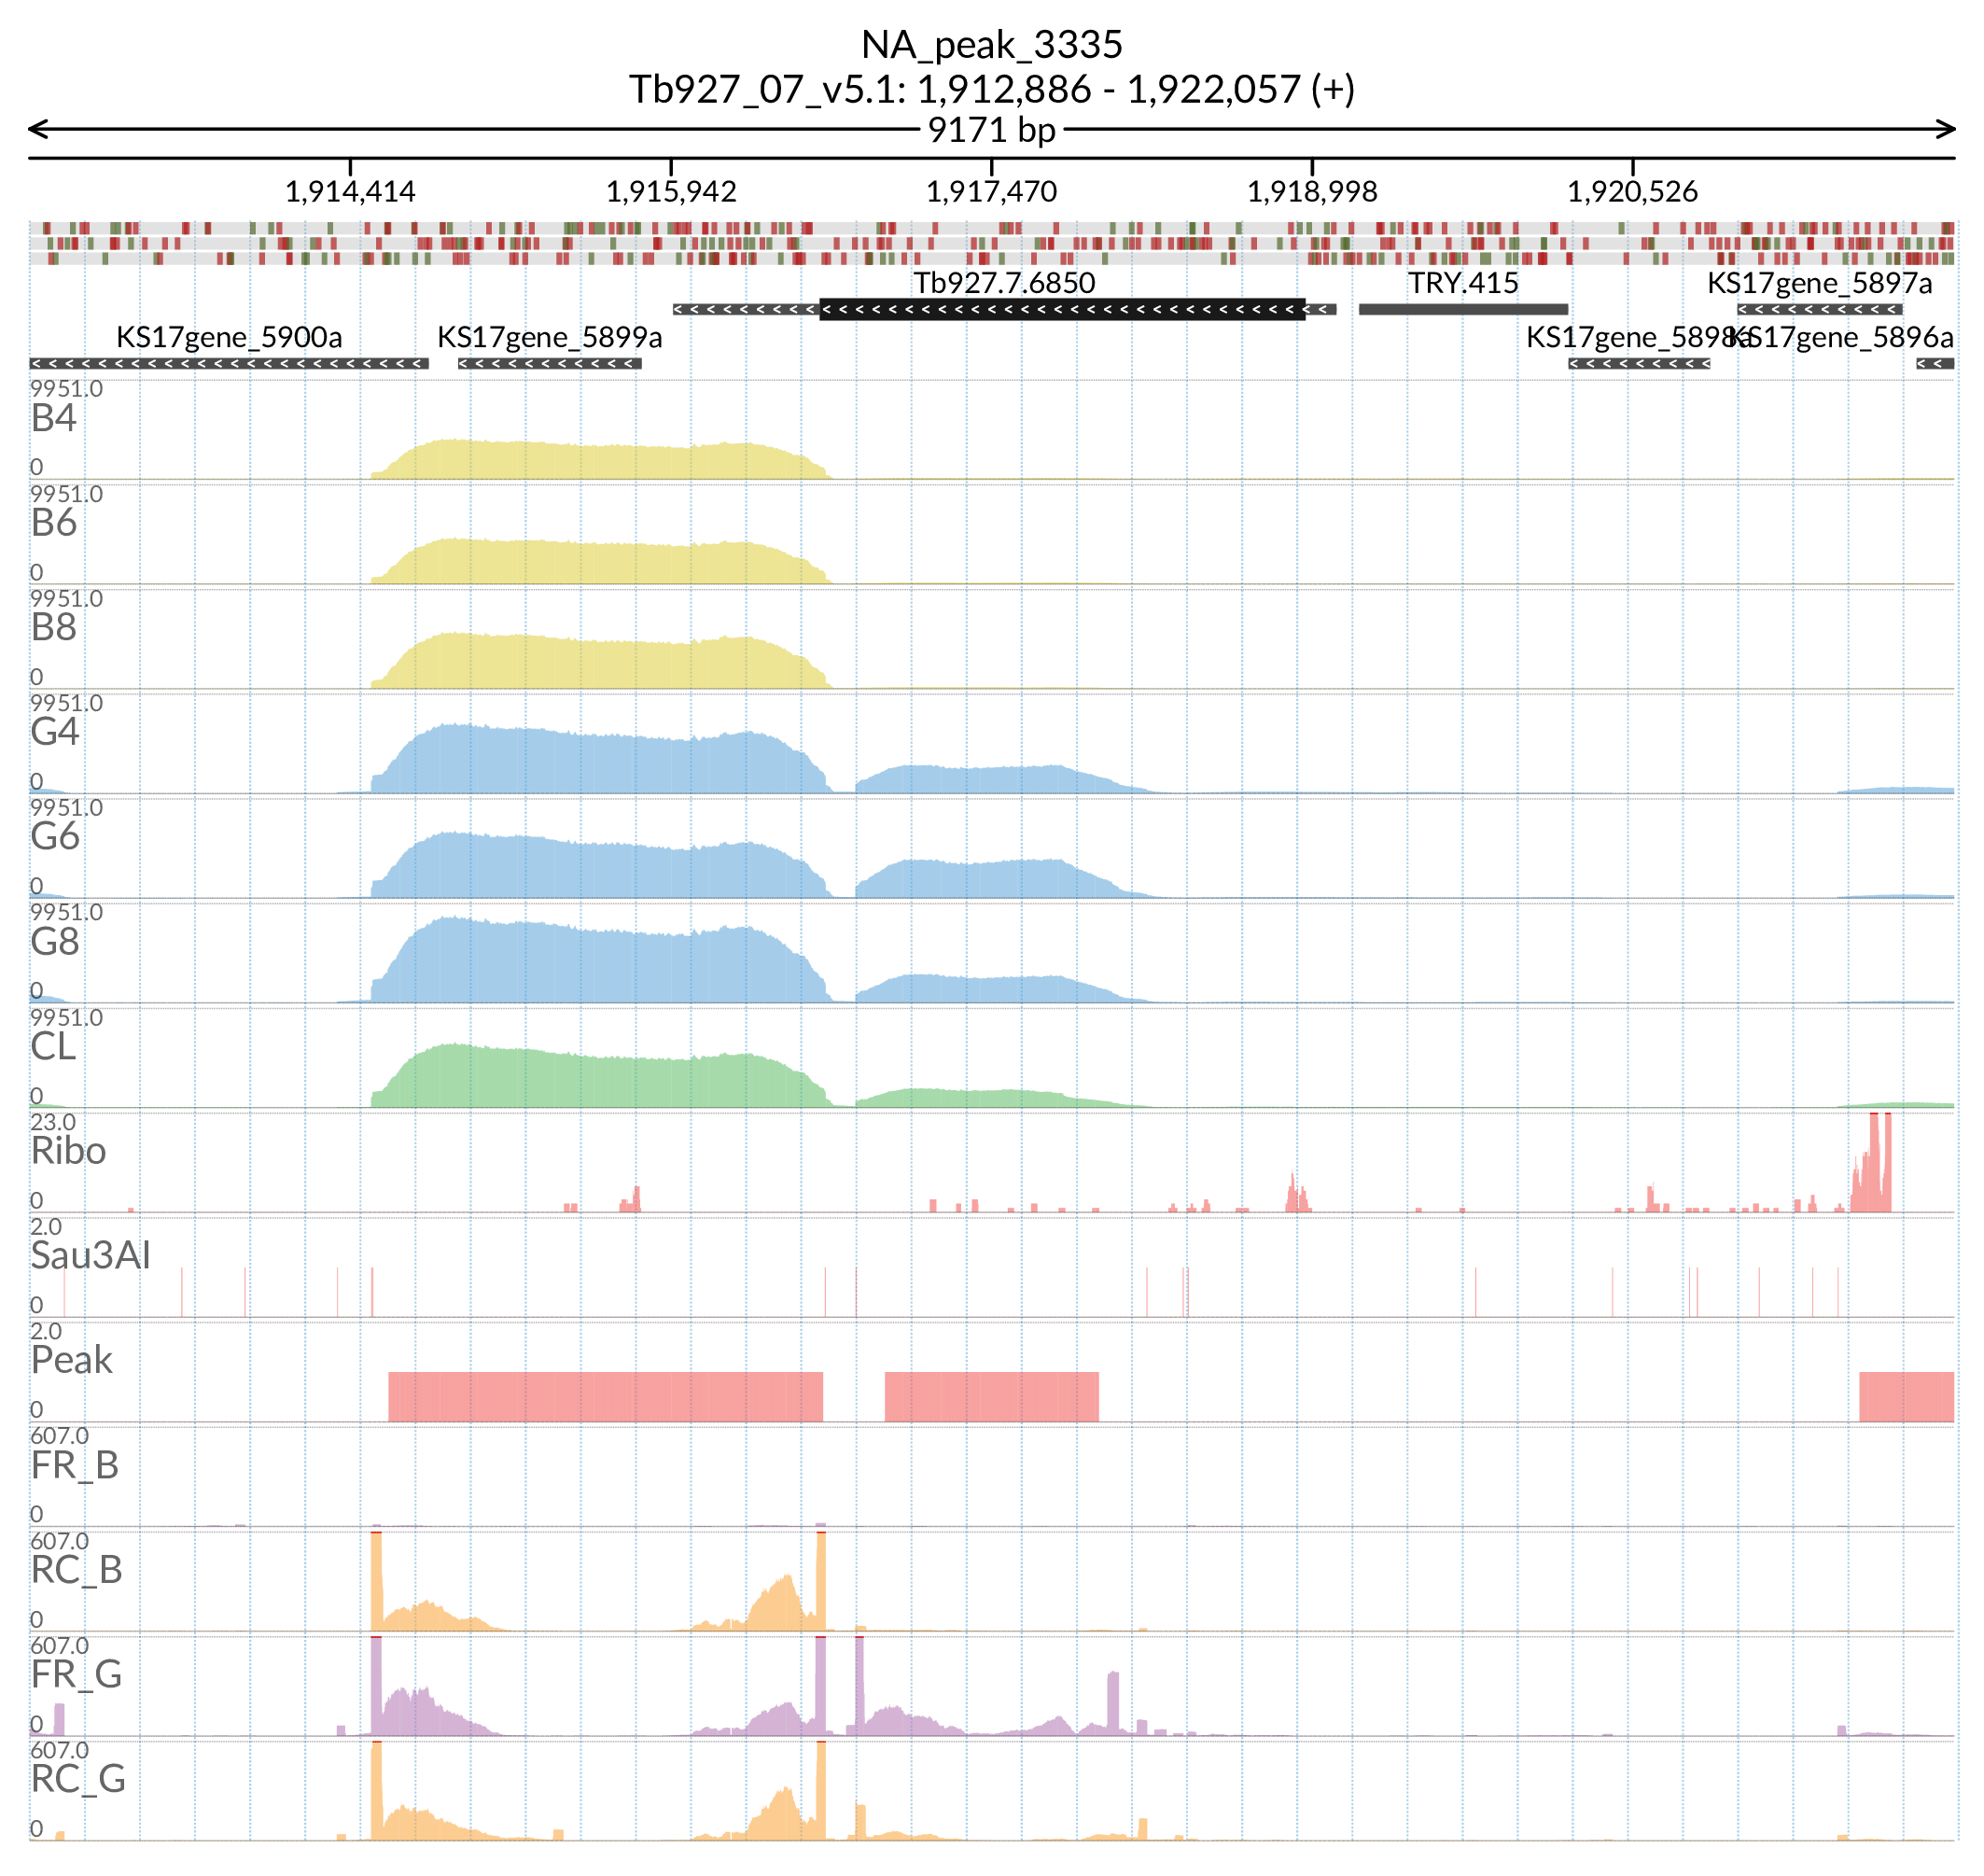 NA_peak_3335
Tb927_07_v5.1: 1,912,886 - 1,922,057 (+)
9171 bp
1,914,414 1,915,942 1,917,470 1,918,998 1,920,526
Tb927.7.6850 TRY.415 KS17gene_5897a
KS17gene_5900a KS17gene_5899a KS17gene_5898a KS17gene_5896a
9951.0
B4
0
9951.0
B6
0
9951.0
B8
0
9951.0
G4
0
9951.0
G6
0
9951.0
G8
0
9951.0
CL
0
23.0
Ribo
0
2.0
Sau3AI
0
2.0
Peak
0
607.0
FR_B
0
607.0
RC_B
0
607.0
FR_G
0
607.0
RC_G
0